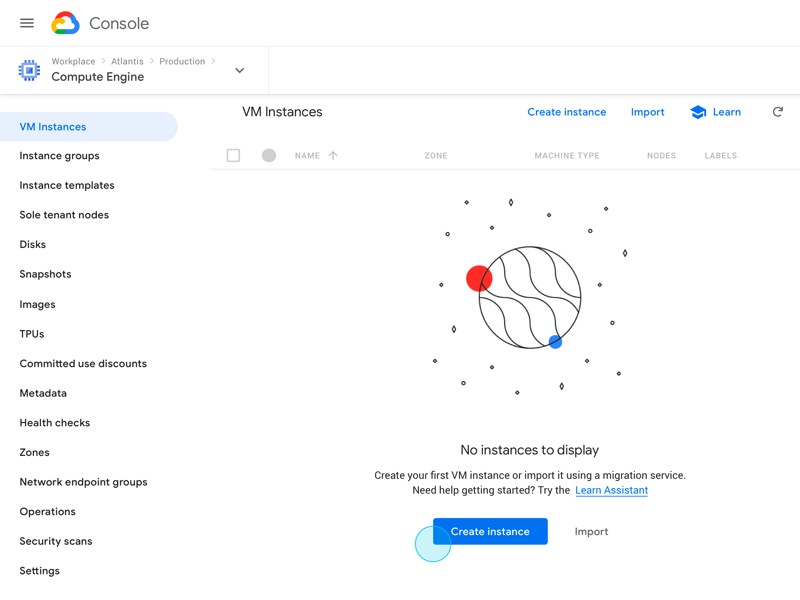 Console
Workplace > Atlantis > Production >
Compute Engine
VM Instances
Instance groups
Instance templates
Sole tenant nodes
Disks
Snapshots
Images
TPUs
Committed use discounts
Metadata
Health checks
Zones
Network endpoint groups
Operations
Security scans
Settings
VM Instances
Create instance Import Learn
NAME ZONE MACHINE TYPE NODES LABELS
No instances to display
Create your first VM instance or import it using a migration service.
Need help getting started? Try the Learn Assistant
Create instance Import